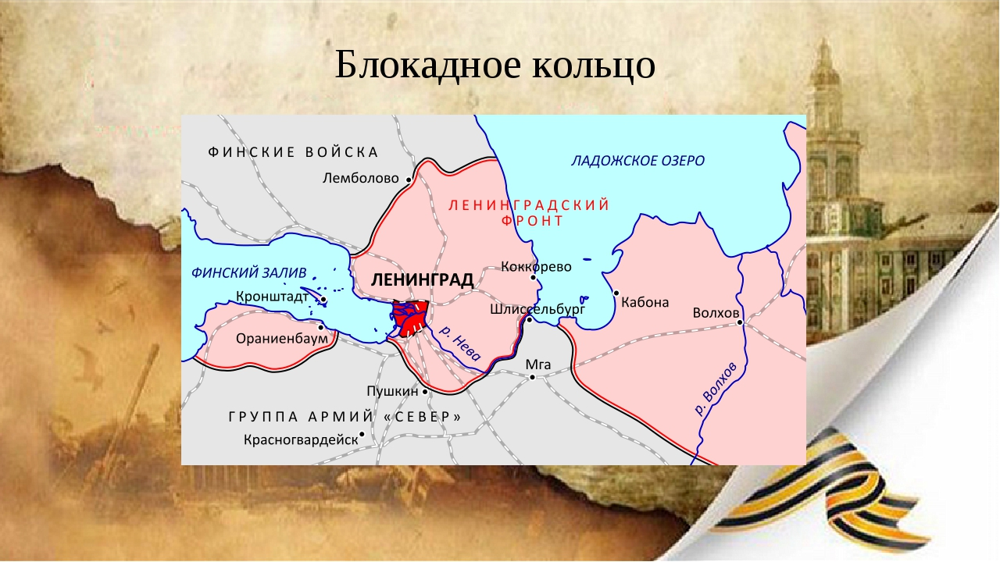 Блокадное кольцо
ФИНСКИЕ ВОЙСКА
ЛАДОЖСКОЕ ОЗЕРО
Лемболово
ЛЕНИНГРАДСКИЙ
ФРОНТ
Коккорево
ФИНСКИЙ ЗАЛИВ
ЛЕНИНГРАД
Кронштадт
Кабона
Шлиссельбург
Волхов
Ораниенбаум
р. Нева
Мга
Пушкин
р. Волхов
ГРУППА АРМИЙ «СЕВЕР»
Красногвардейск